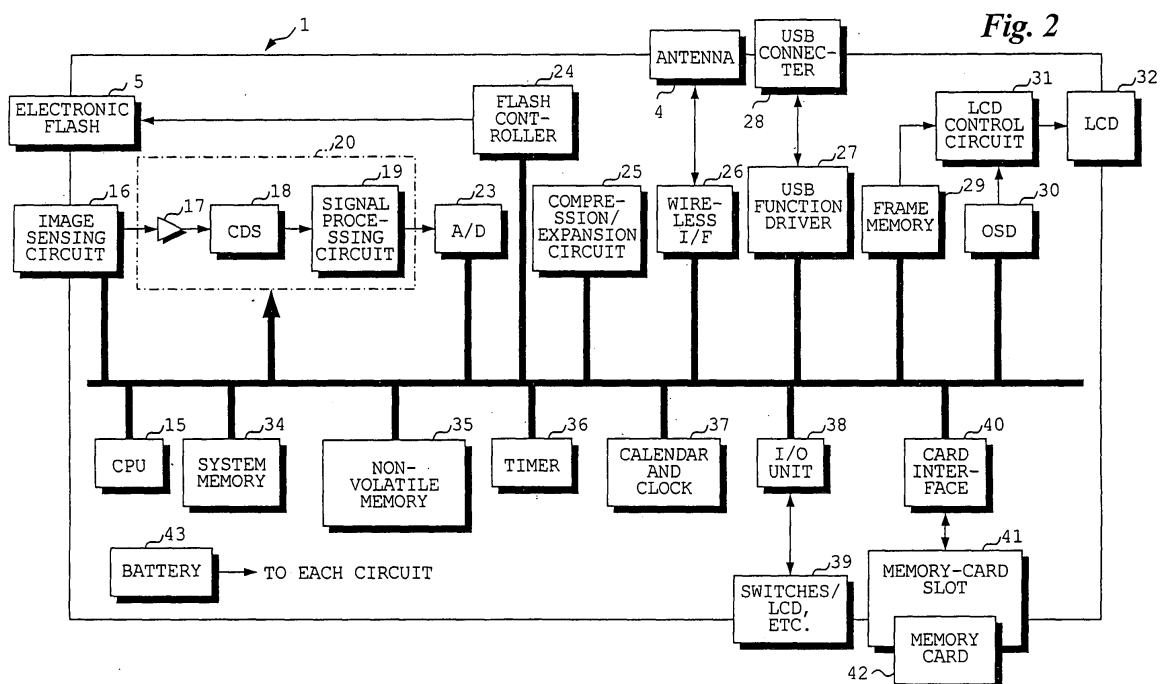 Fig. 2
1
ANTENNA
4
USB
CONNEC-
TER
28
5
ELECTRONIC
FLASH
24
FLASH
CONT-
ROLLER
31
LCD
CONTROL
CIRCUIT
32
LCD
20
16
IMAGE
SENSING
CIRCUIT
17
18
CDS
19
SIGNAL
PROCE-
SSING
CIRCUIT
23
A/D
25
COMPRE-
SSION/
EXPANSION
CIRCUIT
26
WIRE-
LESS
I/F
27
USB
FUNCTION
DRIVER
29
FRAME
MEMORY
30
OSD
15
CPU
34
SYSTEM
MEMORY
35
NON-
VOLATILE
MEMORY
36
TIMER
37
CALENDAR
AND
CLOCK
38
I/O
UNIT
40
CARD
INTER-
FACE
43
BATTERY
TO EACH CIRCUIT
39
SWITCHES/
LCD,
ETC.
41
MEMORY-CARD
SLOT
MEMORY
CARD
42